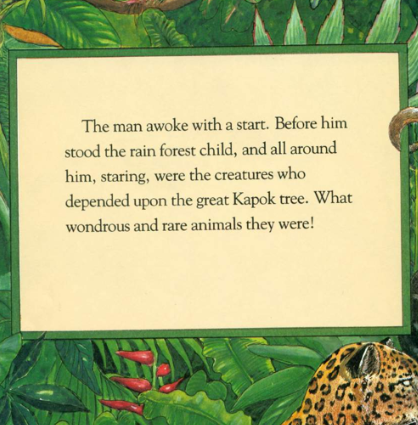 The man awoke with a start. Before him
stood the rain forest child, and all around
him, staring, were the creatures who
depended upon the great Kapok tree. What
wondrous and rare animals they were!